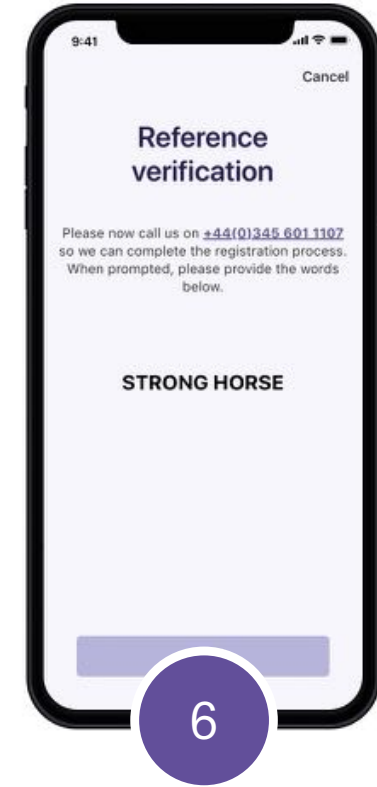 9:41
Cancel
Reference
verification
Please now call us on +44(0)345 601 1107
so we can complete the registration process.
When prompted, please provide the words
below.
STRONG HORSE
6